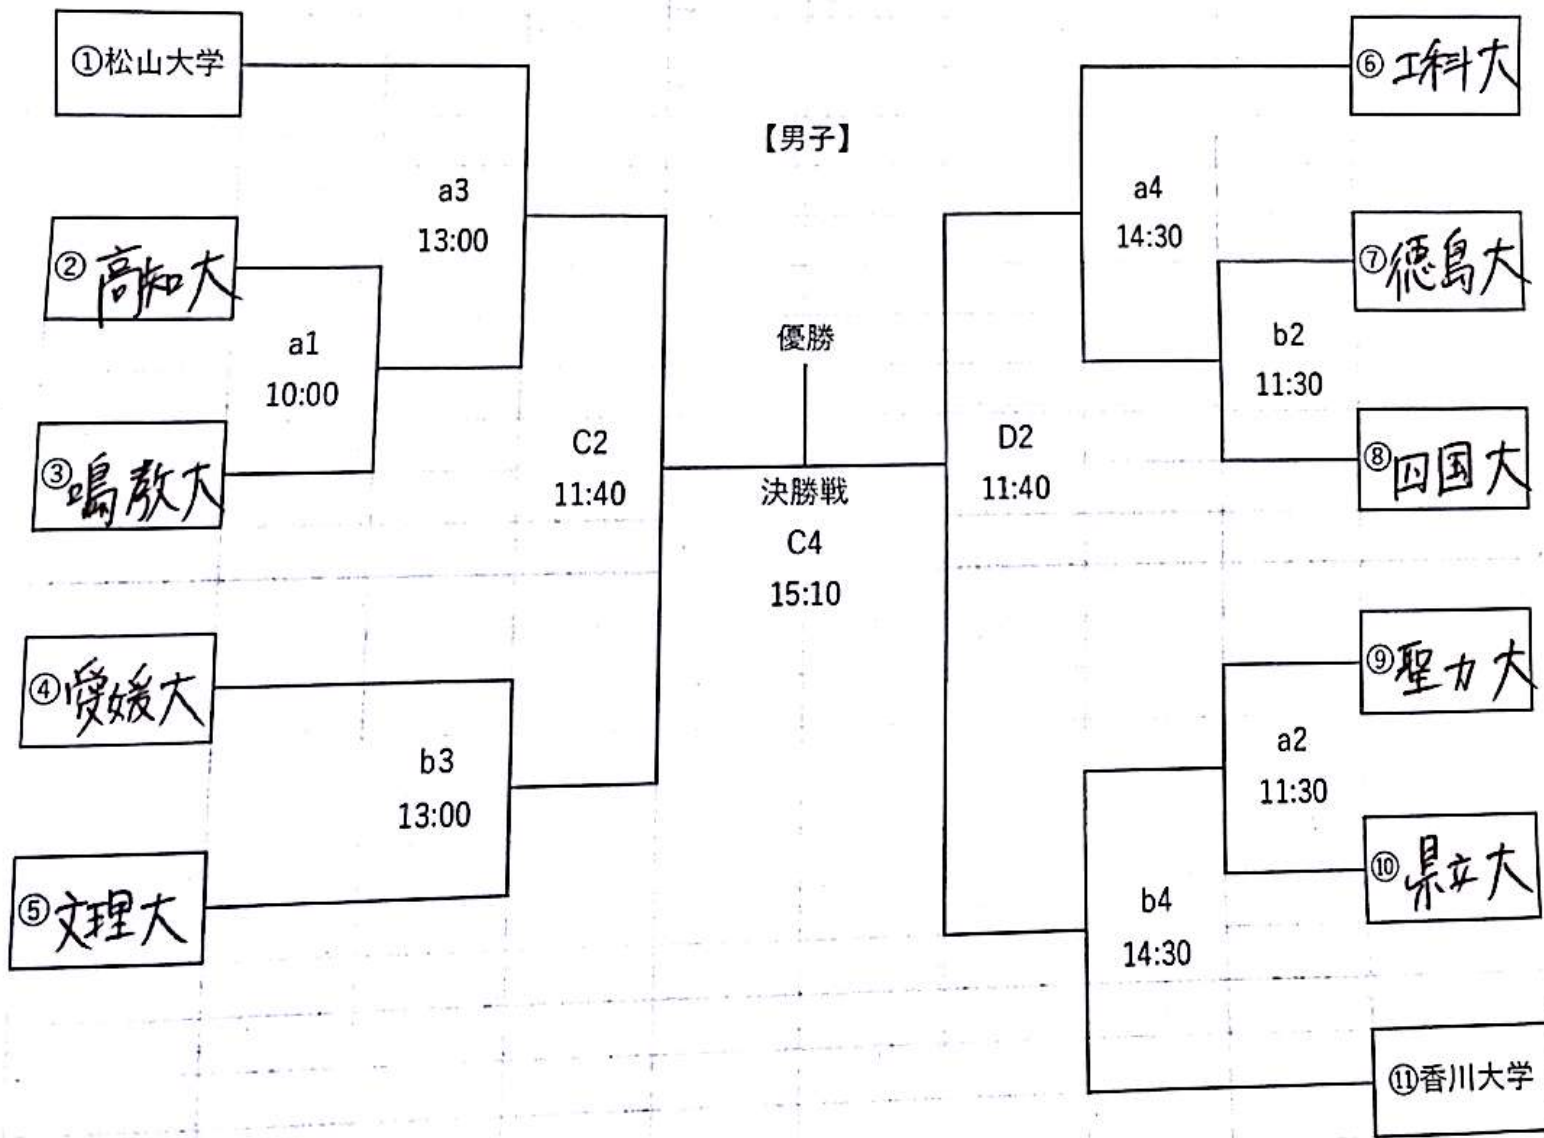 ①松山大学
②高知大
③鳴教大
④愛媛大
⑤文理大
a3
13:00
a1
10:00
C2
11:40
b3
13:00
【男子】
優勝
決勝戦
C4
15:10
D2
11:40
a4
14:30
b2
11:30
a2
11:30
b4
14:30
⑥工科大
⑦徳島大
⑧四国大
⑨聖カ大
⑩県立大
⑪香川大学